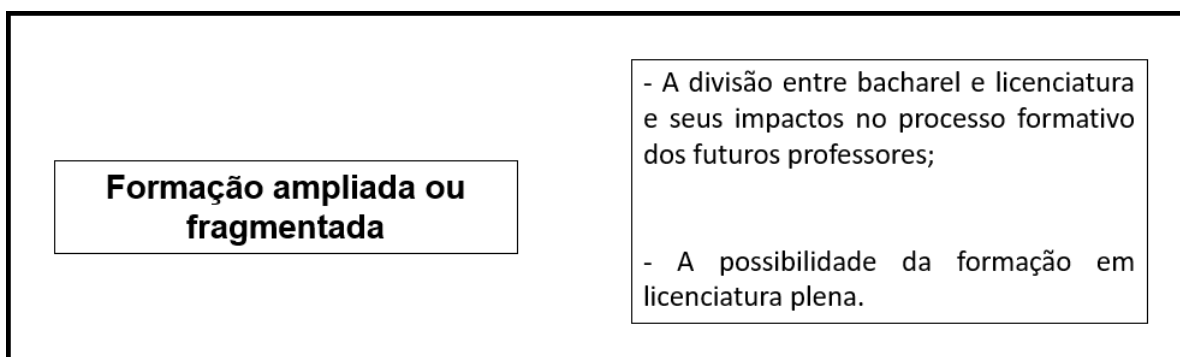 Formação ampliada ou
fragmentada
- A divisão entre bacharel e licenciatura
e seus impactos no processo formativo
dos futuros professores;
- A possibilidade da formação em
licenciatura plena.